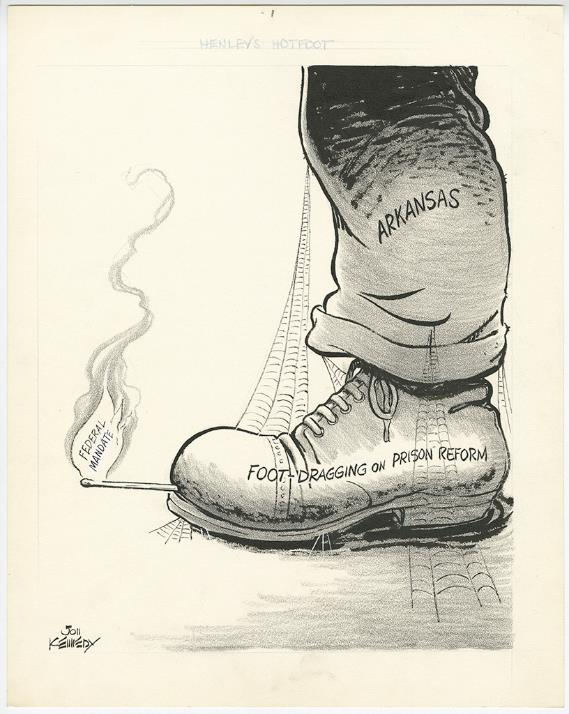 HENLEY'S HOTFOOT
ARKANSAS
FEDERAL
MANDATE
FOOT-DRAGGING ON PRISON REFORM
JON
KENNEDY